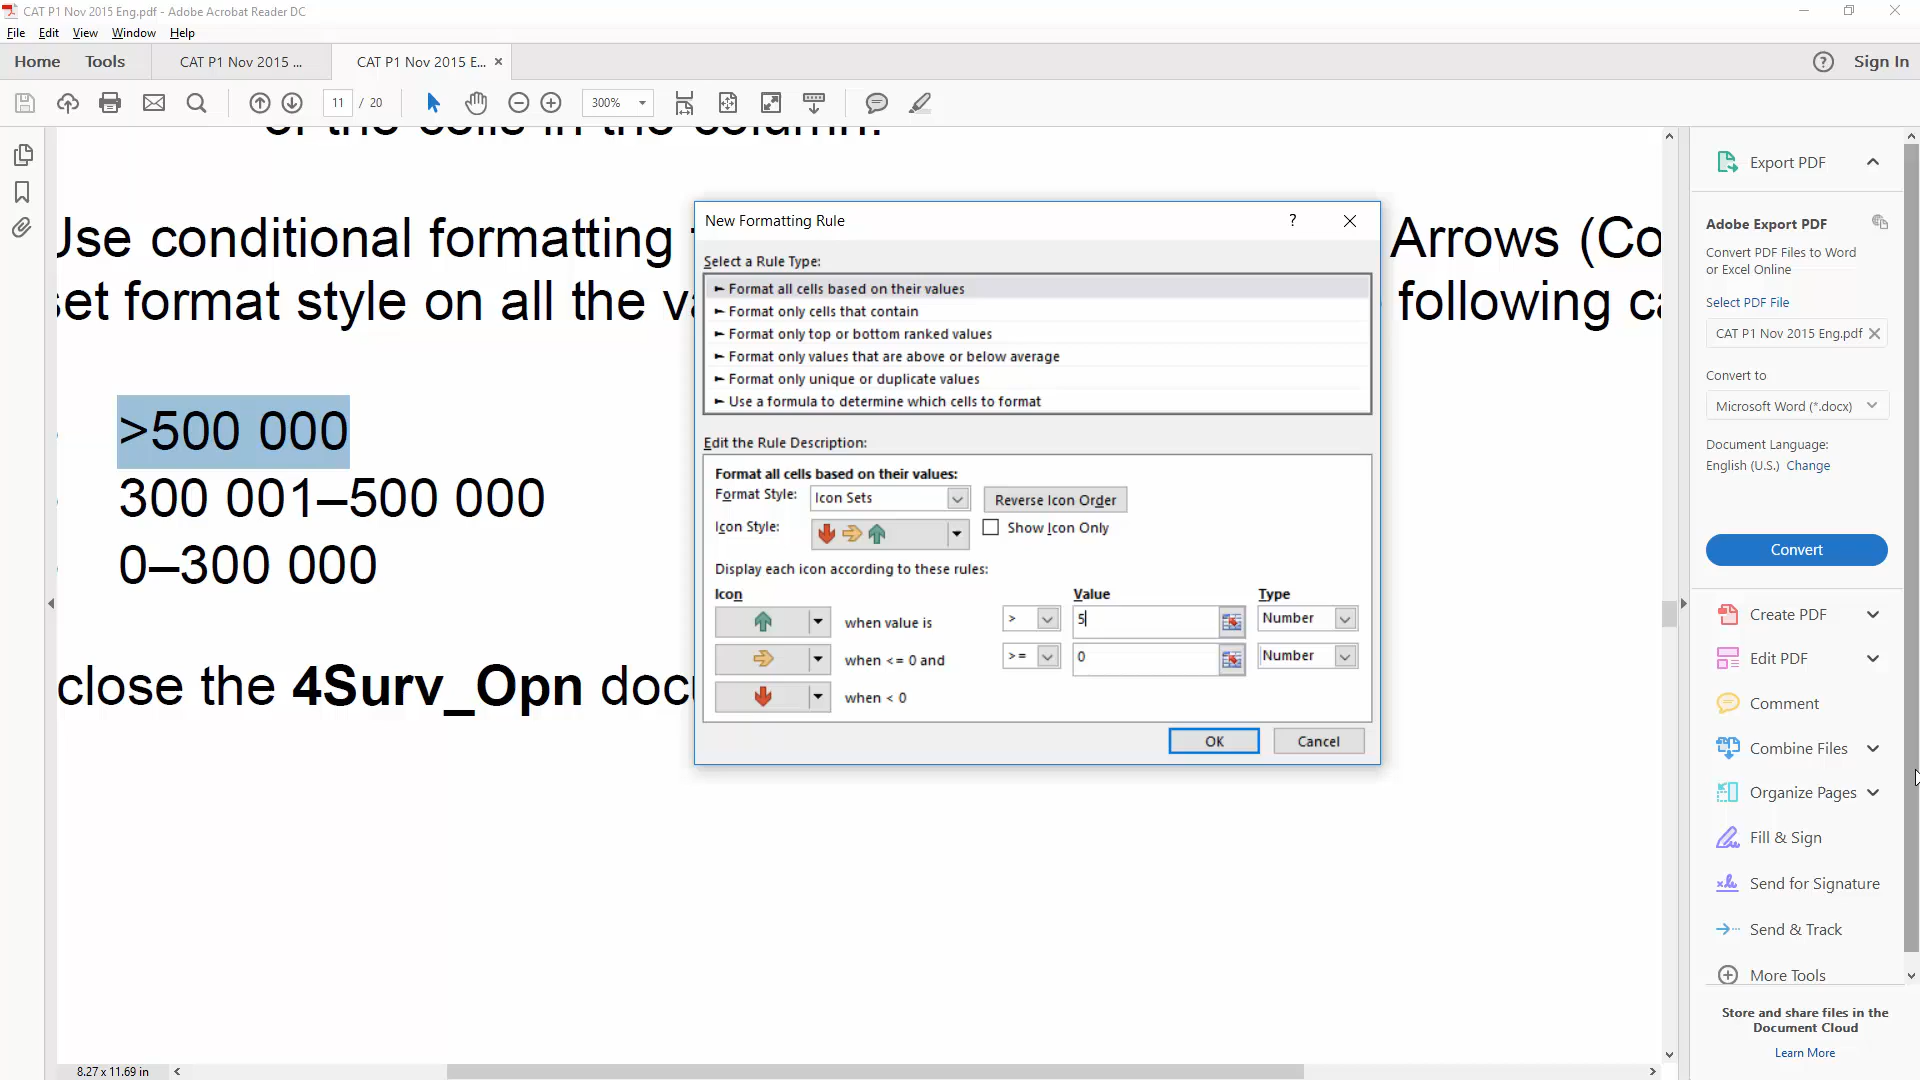 CAT P1 Nov 2015 Eng.pdf - Adobe Acrobat Reader DC
File Edit View Window Help
Home Tools CAT P1 Nov 2015 ... CAT P1 Nov 2015 E... × ? Sign In
11 / 20 300%
of the cells in the column.
Use conditional formatting
Arrows (Co
set format style on all the va
following ca
>500 000
300 001–500 000
0–300 000
close the 4Surv_Opn docu
New Formatting Rule ?
Select a Rule Type:
► Format all cells based on their values
► Format only cells that contain
► Format only top or bottom ranked values
► Format only values that are above or below average
► Format only unique or duplicate values
► Use a formula to determine which cells to format
Edit the Rule Description:
Format all cells based on their values:
Format Style: Icon Sets Reverse Icon Order
Icon Style: Show Icon Only
Display each icon according to these rules:
Icon Value Type
when value is > 5 Number
when <= 0 and >= 0 Number
when < 0
OK Cancel
Export PDF
Adobe Export PDF
Convert PDF Files to Word
or Excel Online
Select PDF File
CAT P1 Nov 2015 Eng.pdf
Convert to
Microsoft Word (*.docx)
Document Language:
English (U.S.) Change
Convert
Create PDF
Edit PDF
Comment
Combine Files
Organize Pages
Fill & Sign
Send for Signature
Send & Track
More Tools
Store and share files in the
Document Cloud
Learn More
8.27 x 11.69 in